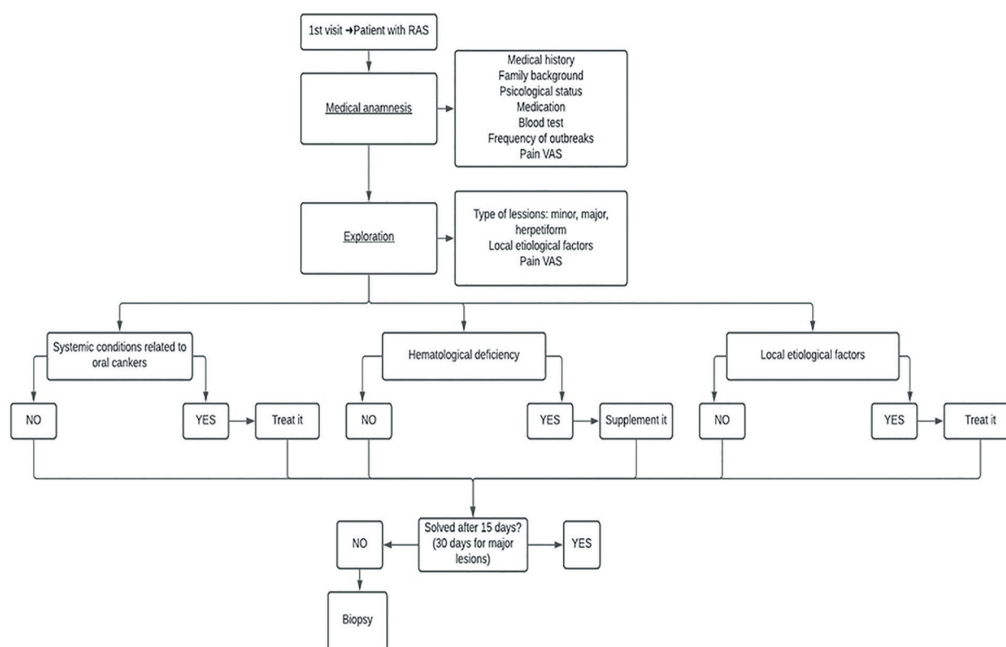 1st visit ➔Patient with RAS
Medical anamnesis
Medical history
Family background
Psicological status
Medication
Blood test
Frequency of outbreaks
Pain VAS
Exploration
Type of lessions: minor, major,
herpetiform
Local etiological factors
Pain VAS
Systemic conditions related to
oral cankers
Hematological deficiency
Local etiological factors
NO
YES
Treat it
NO
YES
Supplement it
NO
YES
Treat it
NO
Solved after 15 days?
(30 days for major
lesions)
YES
Biopsy